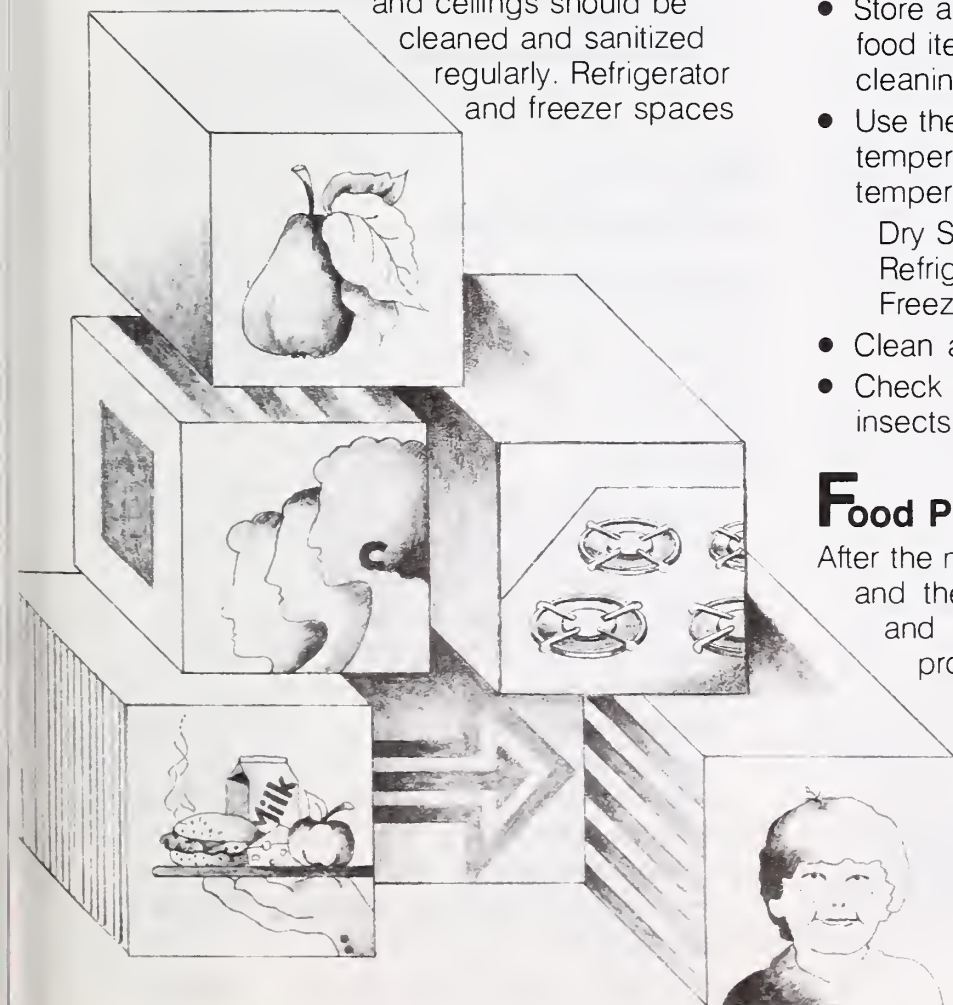 and ceilings should be
cleaned and sanitized
regularly. Refrigerator
and freezer spaces
• Store a
food ite
cleanin
• Use the
temper
temper
Dry S
Refrig
Freez
• Clean a
• Check
insects
Food P
After the r
and the
and
pro
Milk